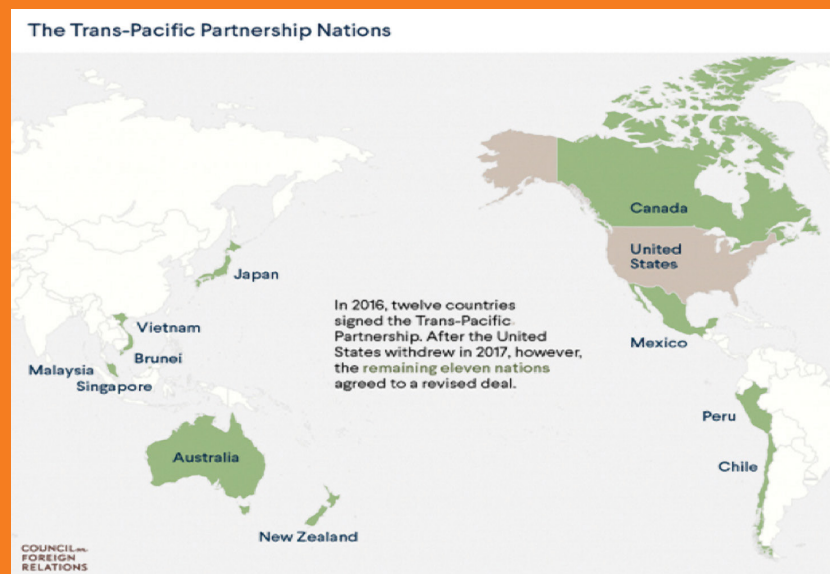 The Trans-Pacific Partnership Nations
Canada
United
States
Japan
In 2016, twelve countries
signed the Trans-Pacific
Partnership. After the United
States withdrew in 2017, however,
the remaining eleven nations
agreed to a revised deal.
Vietnam
Mexico
Brunei
Malaysia
Singapore
Peru
Australia
Chile
New Zealand
COUNCIL on
FOREIGN
RELATIONS